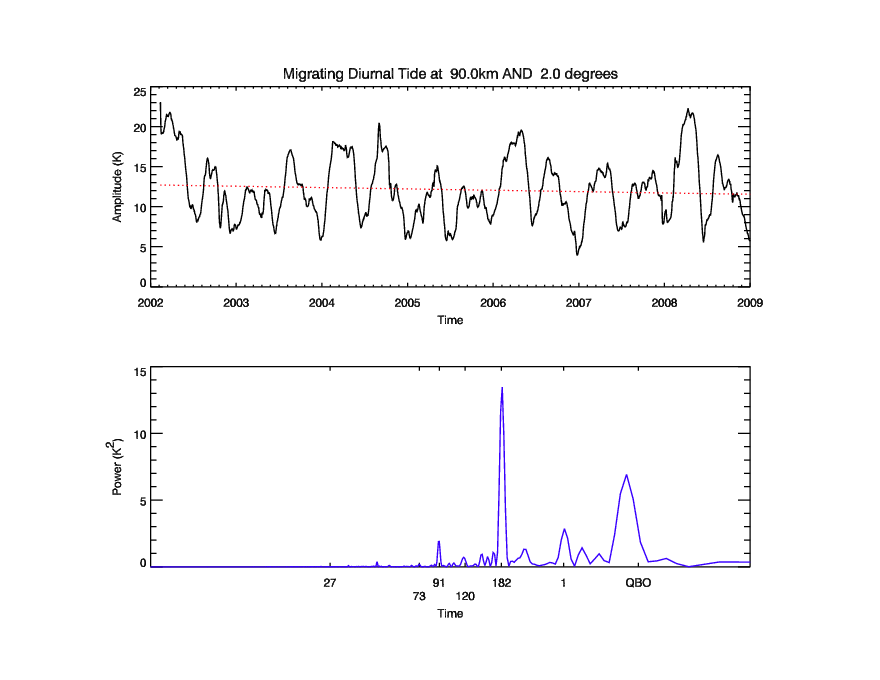 Migrating Diurnal Tide at  90.0km AND  2.0 degrees
25
20
15
10
5
0
Amplitude (K)
2002 2003 2004 2005 2006 2007 2008 2009
Time
15
10
5
0
Power (K²)
27 91 182 1 QBO
73 120
Time